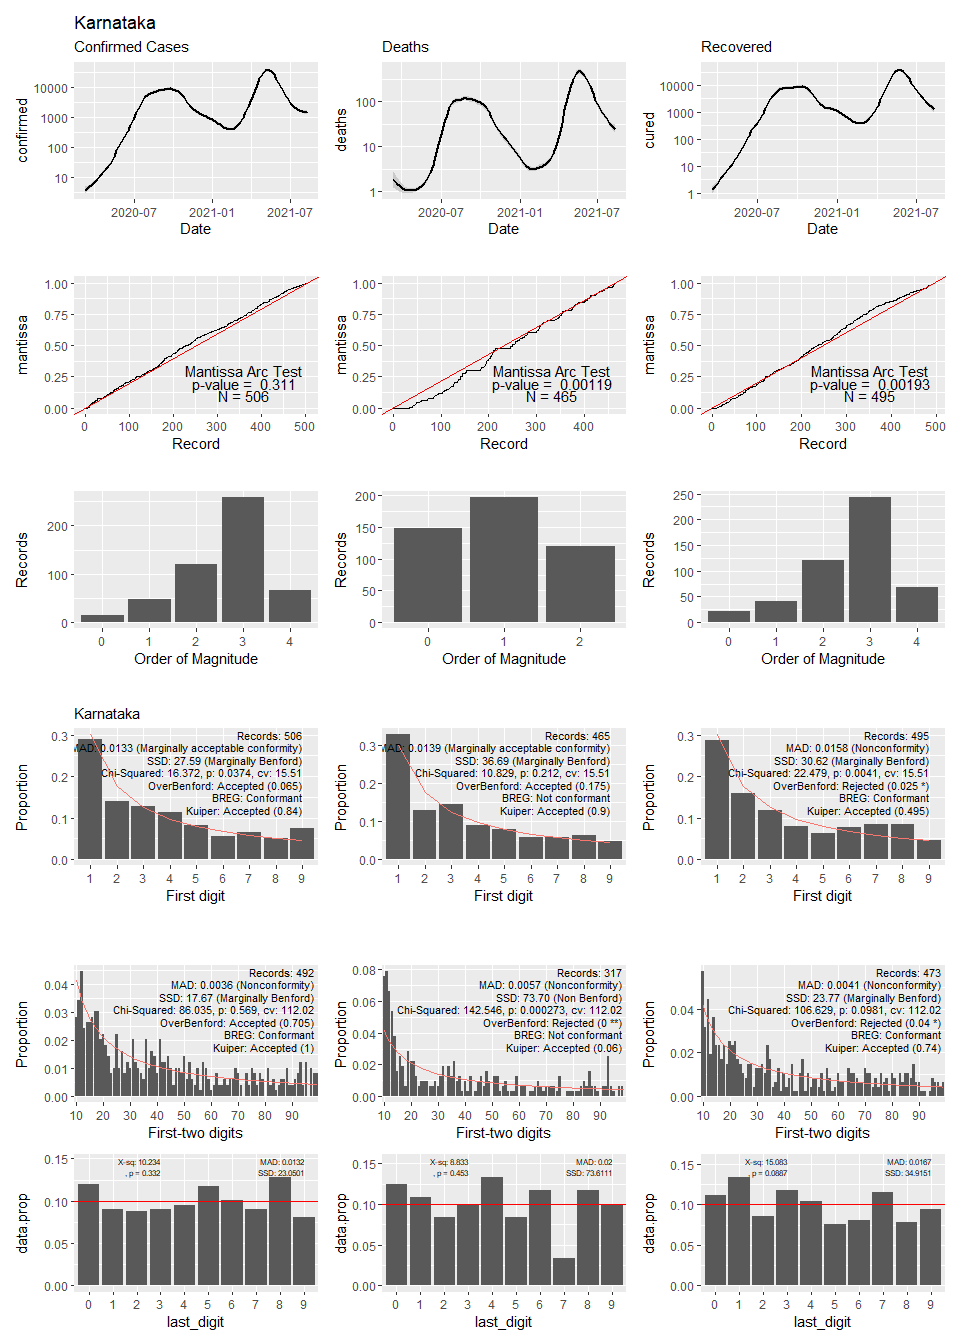 Karnataka
Confirmed Cases
Deaths
Recovered
confirmed
10000
1000
100
10
2020-07
2021-01
2021-07
Date
deaths
100
10
1
2020-07
2021-01
2021-07
Date
cured
10000
1000
100
10
1
2020-07
2021-01
2021-07
Date
mantissa
1.00
0.75
0.50
0.25
0.00
Mantissa Arc Test
p-value = 0.311
N = 506
0 100 200 300 400 500
Record
mantissa
1.00
0.75
0.50
0.25
0.00
Mantissa Arc Test
p-value = 0.00119
N = 465
0 100 200 300 400
Record
mantissa
1.00
0.75
0.50
0.25
0.00
Mantissa Arc Test
p-value = 0.00193
N = 495
0 100 200 300 400 500
Record
Records
200
100
0
0 1 2 3 4
Order of Magnitude
Records
200
150
100
50
0
0 1 2
Order of Magnitude
Records
250
200
150
100
50
0
0 1 2 3 4
Order of Magnitude
Karnataka
Proportion
0.3
0.2
0.1
0.0
Records: 506
MAD: 0.0133 (Marginally acceptable conformity)
SSD: 27.59 (Marginally Benford)
Chi-Squared: 16.372, p: 0.0374, cv: 15.51
OverBenford: Accepted (0.065)
BREG: Conformant
Kuiper: Accepted (0.84)
1 2 3 4 5 6 7 8 9
First digit
Proportion
0.3
0.2
0.1
0.0
Records: 465
MAD: 0.0139 (Marginally acceptable conformity)
SSD: 36.69 (Marginally Benford)
Chi-Squared: 10.829, p: 0.212, cv: 15.51
OverBenford: Accepted (0.175)
BREG: Not conformant
Kuiper: Accepted (0.9)
1 2 3 4 5 6 7 8 9
First digit
Proportion
0.3
0.2
0.1
0.0
Records: 495
MAD: 0.0158 (Nonconformity)
SSD: 30.62 (Marginally Benford)
Chi-Squared: 22.479, p: 0.0041, cv: 15.51
OverBenford: Rejected (0.025 *)
BREG: Conformant
Kuiper: Accepted (0.495)
1 2 3 4 5 6 7 8 9
First digit
Proportion
0.04
0.03
0.02
0.01
0.00
Records: 492
MAD: 0.0036 (Nonconformity)
SSD: 17.67 (Marginally Benford)
Chi-Squared: 86.035, p: 0.569, cv: 112.02
OverBenford: Accepted (0.705)
BREG: Conformant
Kuiper: Accepted (1)
10 20 30 40 50 60 70 80 90
First-two digits
Proportion
0.08
0.06
0.04
0.02
0.00
Records: 317
MAD: 0.0057 (Nonconformity)
SSD: 73.70 (Non Benford)
Chi-Squared: 142.546, p: 0.000273, cv: 112.02
OverBenford: Rejected (0 **)
BREG: Not conformant
Kuiper: Accepted (0.06)
10 20 30 40 50 60 70 80 90
First-two digits
Proportion
0.04
0.02
0.00
Records: 473
MAD: 0.0041 (Nonconformity)
SSD: 23.77 (Marginally Benford)
Chi-Squared: 106.629, p: 0.0981, cv: 112.02
OverBenford: Rejected (0.04 *)
BREG: Conformant
Kuiper: Accepted (0.74)
10 20 30 40 50 60 70 80 90
First-two digits
data.prop
0.15
0.10
0.05
0.00
X-sq: 10.234
, p = 0.332
MAD: 0.0132
SSD: 23.0501
0 1 2 3 4 5 6 7 8 9
last_digit
data.prop
0.15
0.10
0.05
0.00
X-sq: 8.833
, p = 0.453
MAD: 0.02
SSD: 73.6111
0 1 2 3 4 5 6 7 8 9
last_digit
data.prop
0.15
0.10
0.05
0.00
X-sq: 15.083
, p = 0.0887
MAD: 0.0167
SSD: 34.9151
0 1 2 3 4 5 6 7 8 9
last_digit